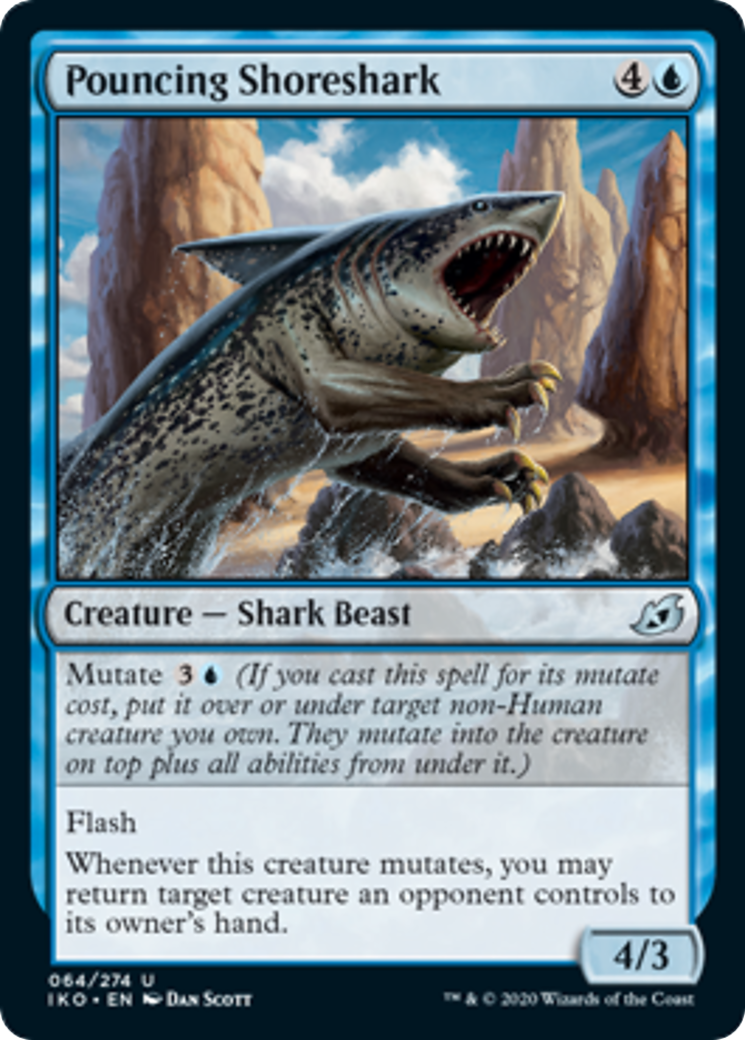 Pouncing Shoreshark 4
Creature — Shark Beast
Mutate 3 (If you cast this spell for its mutate
cost, put it over or under target non-Human
creature you own. They mutate into the creature
on top plus all abilities from under it.)
Flash
Whenever this creature mutates, you may
return target creature an opponent controls to
its owner's hand.
4/3
064/274 U
IKO • EN Dan Scott
™ & © 2020 Wizards of the Coast